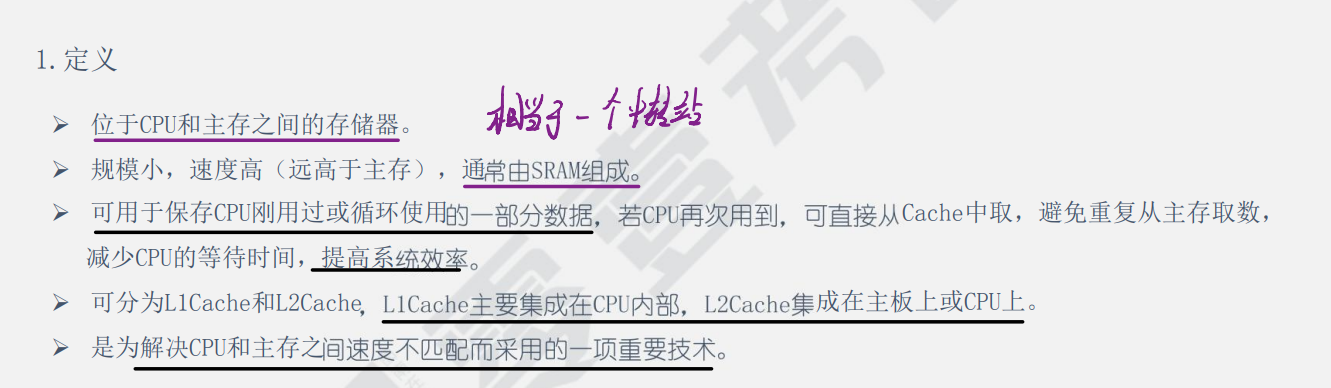 1.定义
相当于一个中转站
➢ 位于CPU和主存之间的存储器。
➢ 规模小，速度高（远高于主存），通常由SRAM组成。
➢ 可用于保存CPU刚用过或循环使用的一部分数据，若CPU再次用到，可直接从Cache中取，避免重复从主存取数，
减少CPU的等待时间，提高系统效率。
➢ 可分为L1Cache和L2Cache，L1Cache主要集成在CPU内部，L2Cache集成在主板上或CPU上。
➢ 是为解决CPU和主存之间速度不匹配而采用的一项重要技术。